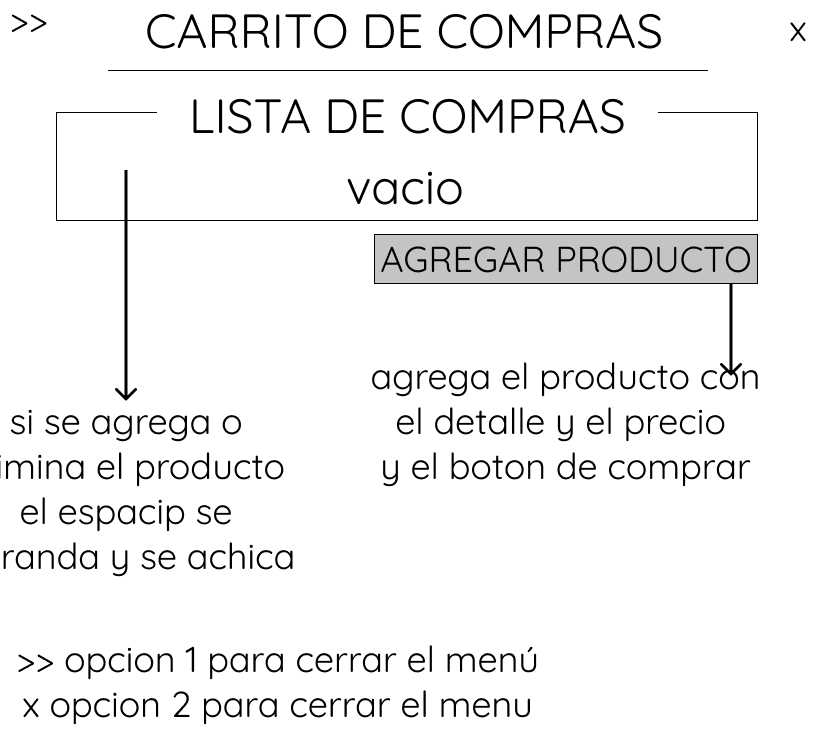 >> CARRITO DE COMPRAS x
LISTA DE COMPRAS
vacio
AGREGAR PRODUCTO
agrega el producto con
el detalle y el precio
y el boton de comprar
si se agrega o
imina el producto
el espacip se
randa y se achica
>> opcion 1 para cerrar el menú
x opcion 2 para cerrar el menu